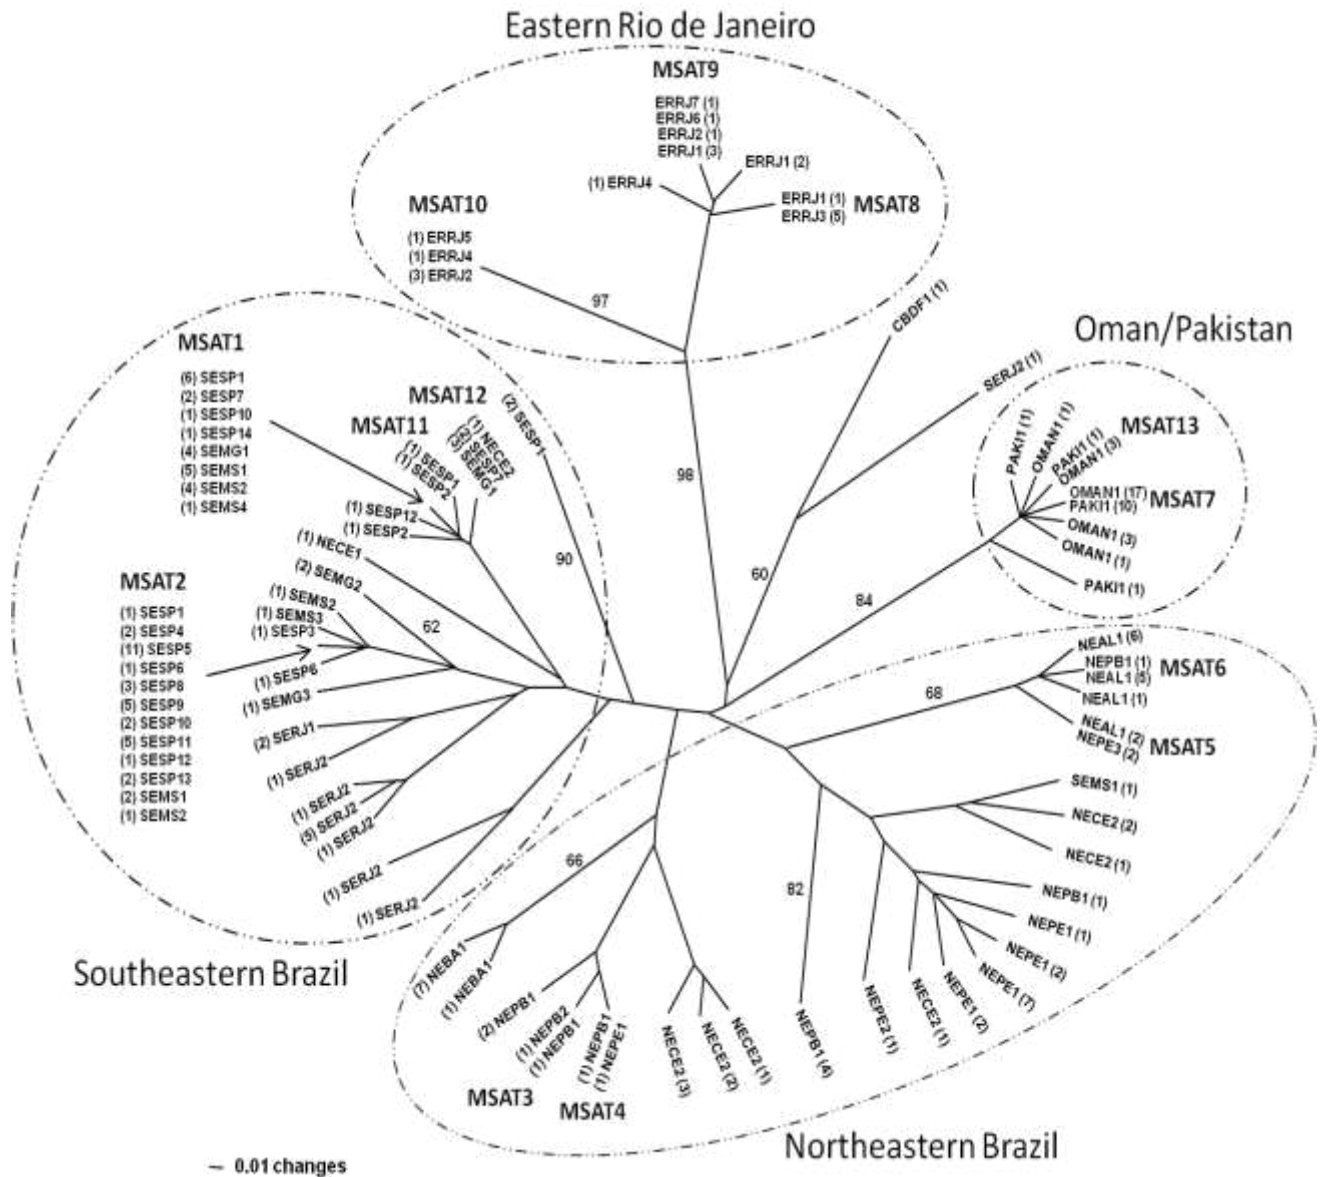 Eastern Rio de Janeiro
MSAT9
ERRJ7 (1)
ERRJ6 (1)
ERRJ2 (1)
ERRJ1 (3)
ERRJ1 (2)
(1) ERRJ4
ERRJ1 (1)
ERRJ3 (5)
MSAT8
MSAT10
(1) ERRJ5
(1) ERRJ4
(3) ERRJ2
97
98
CBDF1 (1)
SERJ2 (1)
60
Oman/Pakistan
PAKI1 (1)
OMAN1 (1)
MSAT13
PAKI1 (1)
OMAN1 (3)
OMAN1 (17)
PAKI1 (10)
MSAT7
OMAN1 (3)
OMAN1 (1)
PAKI1 (1)
84
MSAT1
(6) SESP1
(2) SESP7
(1) SESP10
(1) SESP14
(4) SEMG1
(5) SEMS1
(4) SEMS2
(1) SEMS4
MSAT12
(1) NECE2
(2) SESP7
(3) SEMG1
MSAT11
(1) SESP1
(1) SESP2
(1) SESP12
(1) SESP2
(2) SESP1
90
(1) NECE1
(2) SEMG2
62
(1) SEMS2
(1) SEMS3
(1) SESP3
(1) SESP6
(1) SEMG3
MSAT2
(1) SESP1
(2) SESP4
(11) SESP5
(1) SESP6
(3) SESP8
(5) SESP9
(2) SESP10
(5) SESP11
(1) SESP12
(2) SESP13
(2) SEMS1
(1) SEMS2
(2) SERJ1
(1) SERJ2
(1) SERJ2
(5) SERJ2
(1) SERJ2
(1) SERJ2
(1) SERJ2
Southeastern Brazil
NEAL1 (6)
NEPB1 (1)
NEAL1 (5)
MSAT6
NEAL1 (1)
NEAL1 (2)
NEPE3 (2)
MSAT5
68
SEMS1 (1)
NECE2 (2)
NECE2 (1)
NEPB1 (1)
NEPE1 (1)
NEPE1 (2)
NEPE1 (7)
NEPE1 (2)
NECE2 (1)
NEPE2 (1)
82
NEPB1 (4)
66
(7) NEBA1
(1) NEBA1
(2) NEPB1
(1) NEPB2
(1) NEPB1
MSAT3
(1) NEPB1
(1) NEPE1
MSAT4
NECE2 (3)
NECE2 (2)
NECE2 (1)
Northeastern Brazil
0.01 changes